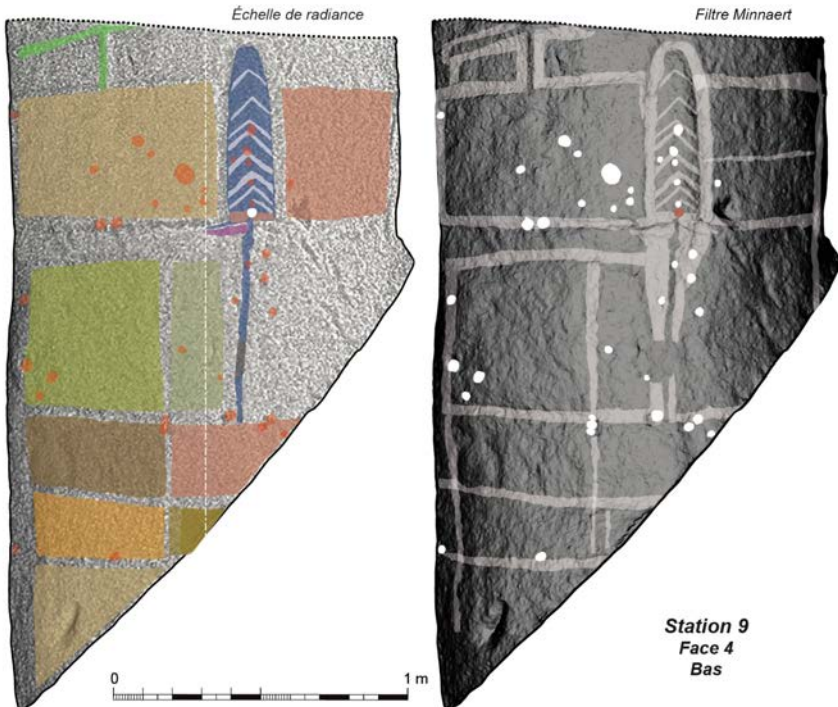 Échelle de radiance
Filtre Minnaert
0 1 m
Station 9
Face 4
Bas